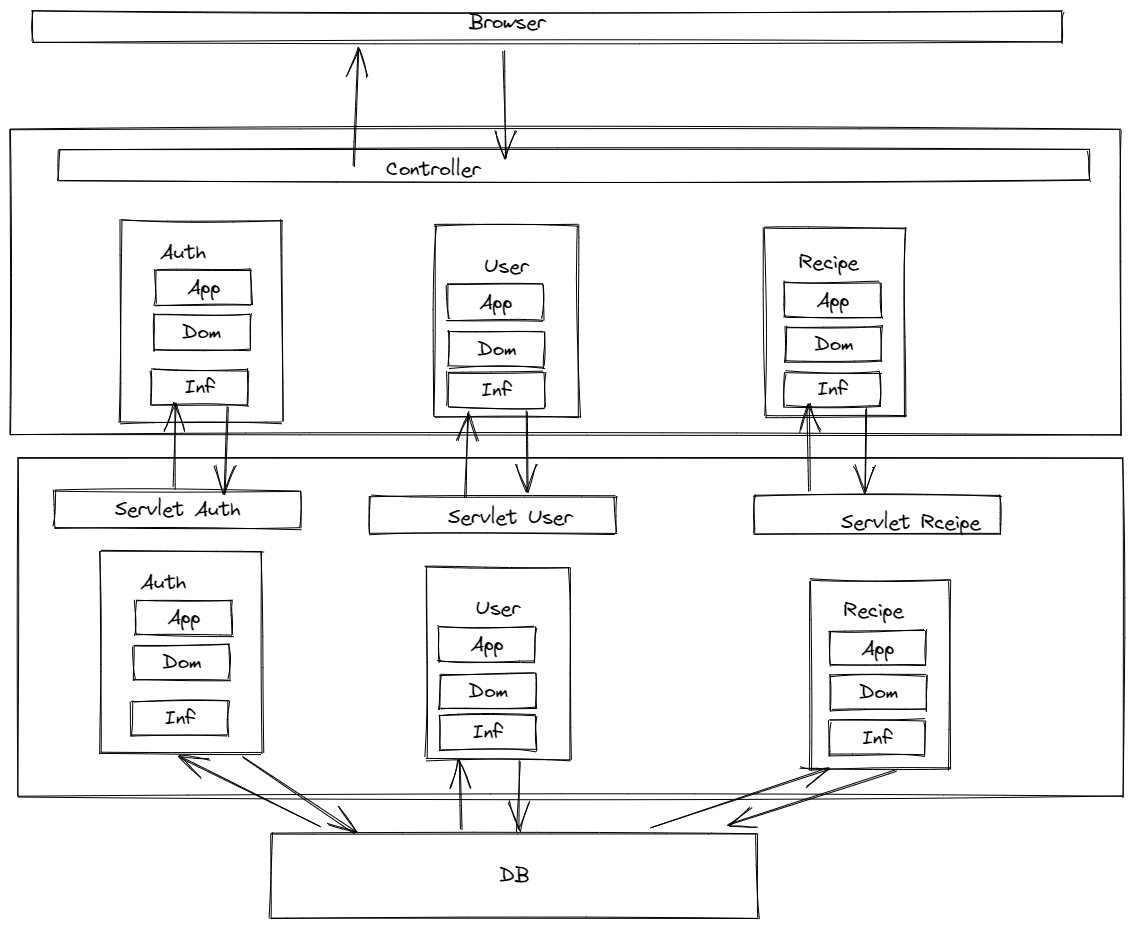 Browser
Controller
Auth
App
Dom
Inf
User
App
Dom
Inf
Recipe
App
Dom
Inf
Servlet Auth
Servlet User
Servlet Rceipe
Auth
App
Dom
Inf
User
App
Dom
Inf
Recipe
App
Dom
Inf
DB